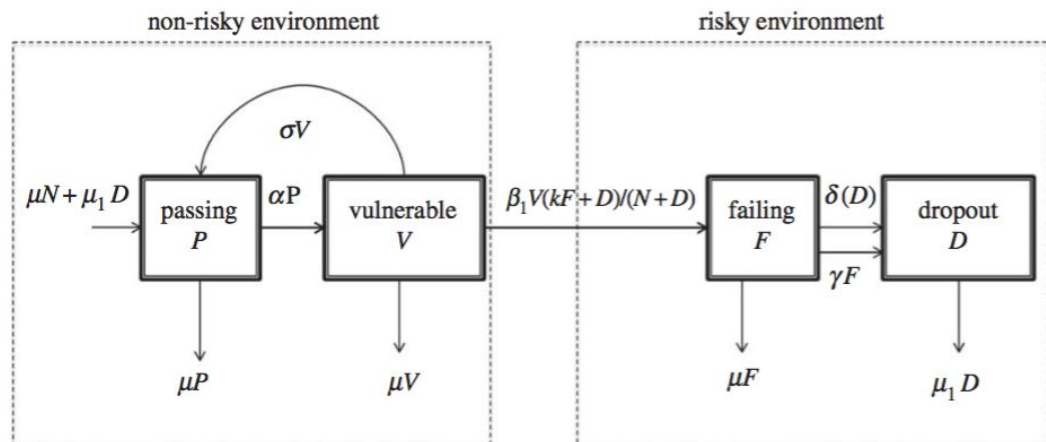 non-risky environment
risky environment
σV
μN + μ₁ D
passing
P
αP
vulnerable
V
β₁V(kF + D)/(N + D)
failing
F
δ(D)
γF
dropout
D
μP
μV
μF
μ₁ D